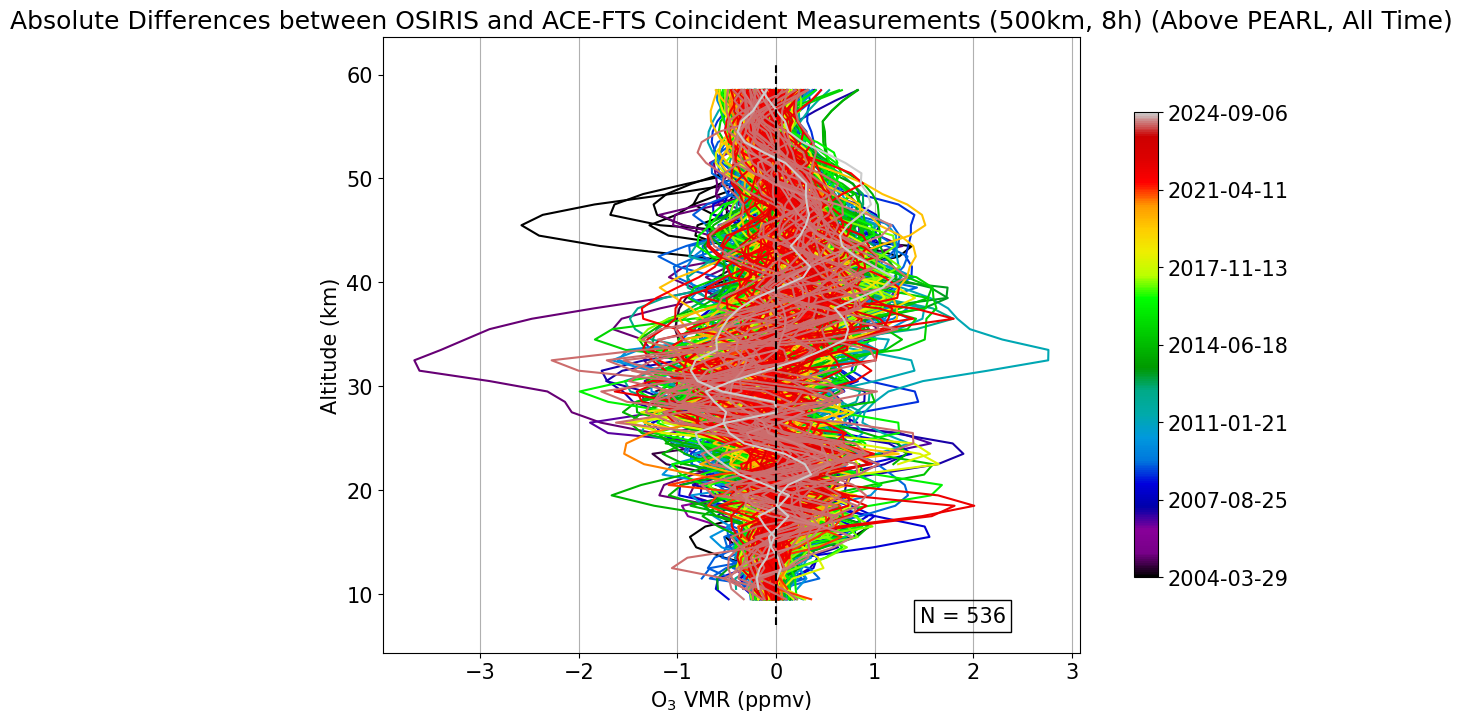 Absolute Differences between OSIRIS and ACE-FTS Coincident Measurements (500km, 8h) (Above PEARL, All Time)
60
50
40
30
20
10
Altitude (km)
−3 −2 −1 0 1 2 3
O₃ VMR (ppmv)
N = 536
2024-09-06
2021-04-11
2017-11-13
2014-06-18
2011-01-21
2007-08-25
2004-03-29